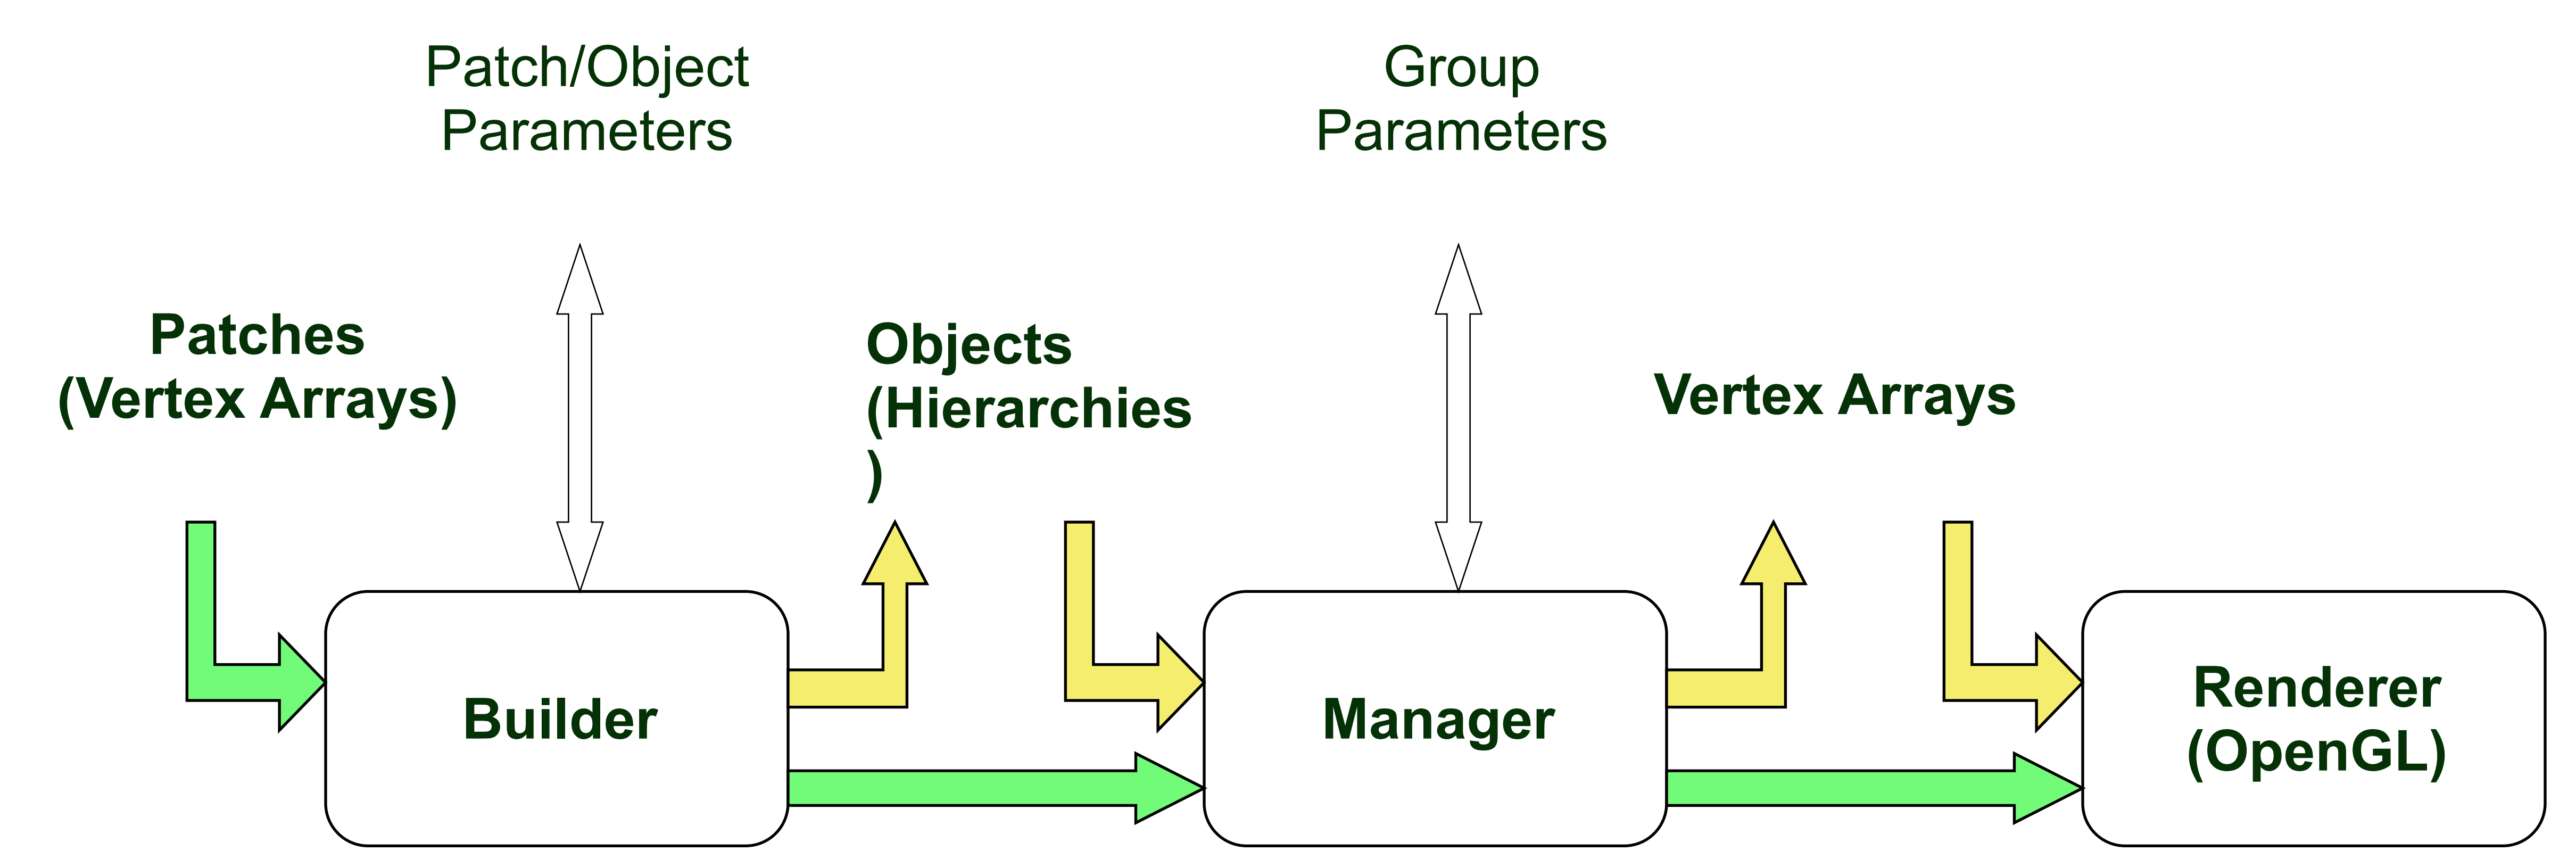 Patch/Object
Parameters
Group
Parameters
Patches
(Vertex Arrays)
Objects
(Hierarchies
)
Vertex Arrays
Builder
Manager
Renderer
(OpenGL)